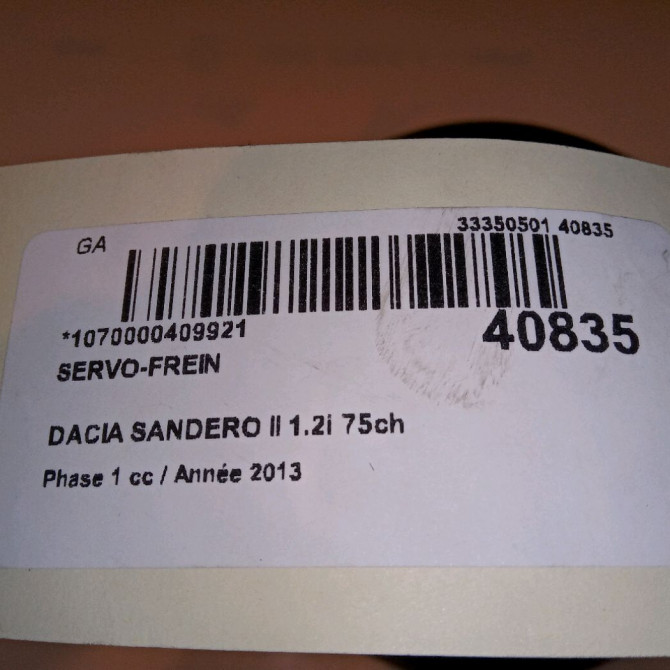 GA
33350501 40835
*1070000409921
40835
SERVO-FREIN
DACIA SANDERO II 1.2i 75ch
Phase 1 cc / Année 2013